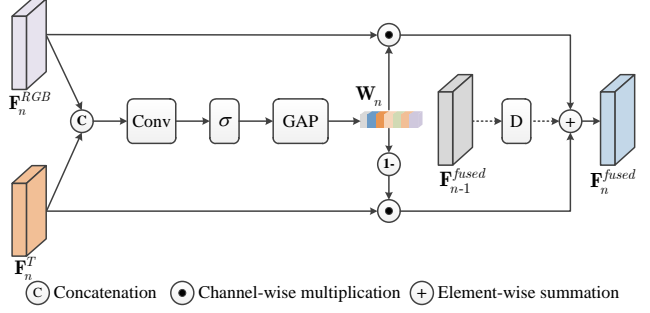 F_n^{RGB}
C
Conv
σ
GAP
W_n
1-
F_{n-1}^{fused}
D
+
F_n^{fused}
F_n^T
C Concatenation
Channel-wise multiplication
+ Element-wise summation